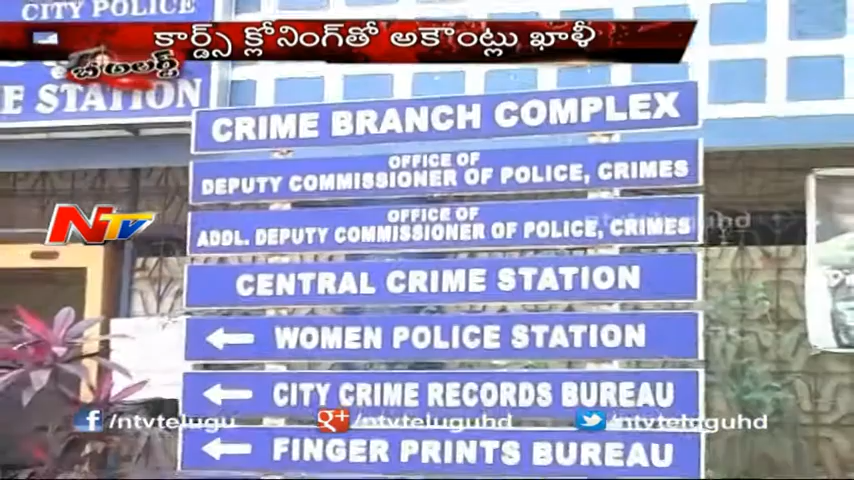 CITY POLICE
కార్డ్స్ క్లోనింగ్‌తో అకౌంట్లు ఖాళీ
STATION
CRIME BRANCH COMPLEX
OFFICE OF
DEPUTY COMMISSIONER OF POLICE, CRIMES
OFFICE OF
ADDL. DEPUTY COMMISSIONER OF POLICE, CRIMES
NTV
CENTRAL CRIME STATION
WOMEN POLICE STATION
CITY CRIME RECORDS BUREAU
/ntvtelugu /ntvteluguhd /ntvteluguhd
FINGER PRINTS BUREAU